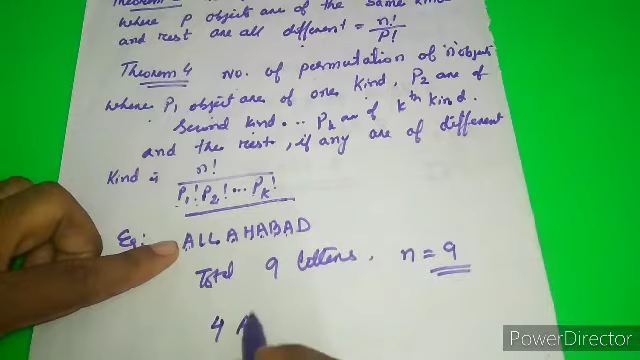 where P objects are of the same kind
and rest are all different = n!/P!
Theorem 4 No. of permutation of 'n' object
where P1 object are of one kind, P2 are of
Second kind ... Pk are of kth kind.
and the rest, if any are of different
kind is n!/P1! P2! ... Pk!
Eg: ALLAHABAD
Total 9 letters. n = 9
4 A
PowerDirector